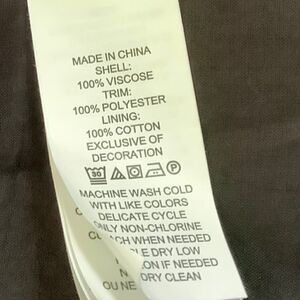 MADE IN CHINA
SHELL:
100% VISCOSE
TRIM:
100% POLYESTER
LINING:
100% COTTON
EXCLUSIVE OF
DECORATION
30 P
MACHINE WASH COLD
WITH LIKE COLORS
DELICATE CYCLE
ONLY NON-CHLORINE
WHEN NEEDED
DRY LOW
IF NEEDED
DRY CLEAN